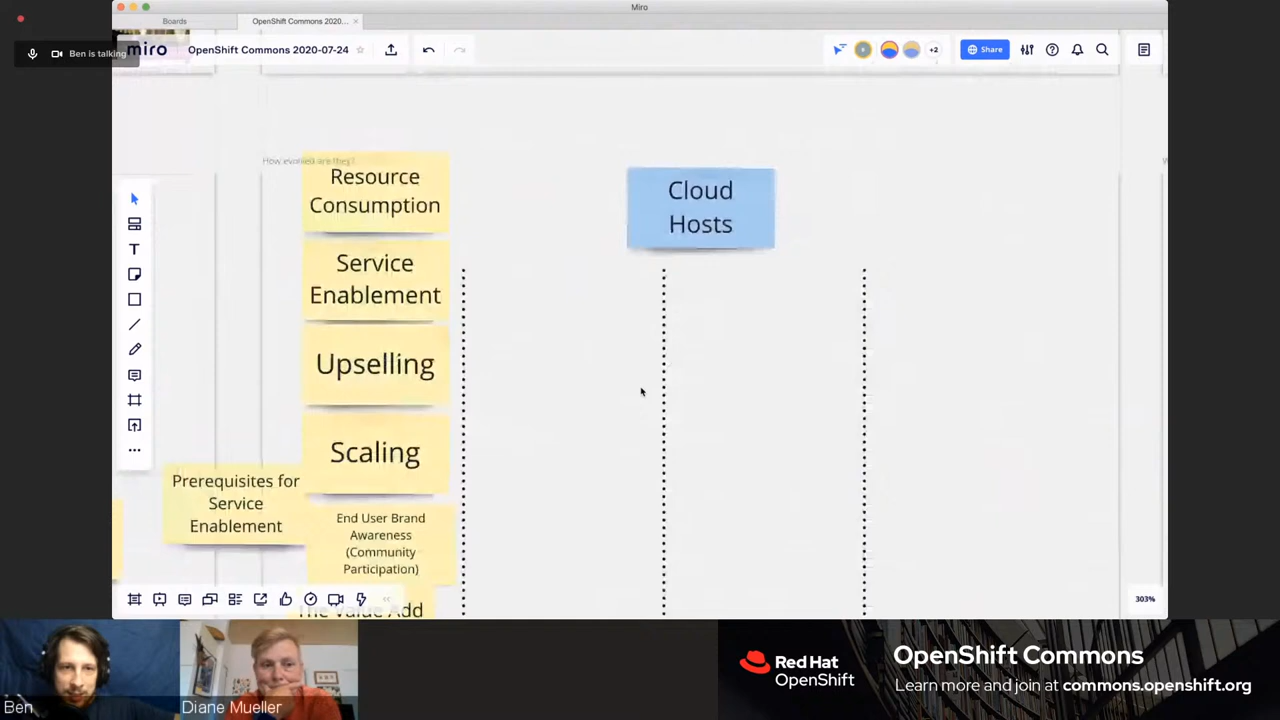 Miro
Boards
OpenShift Commons 2020...
Ben is talking
miro
OpenShift Commons 2020-07-24
+2
Share
How evolved are they?
Resource
Consumption
Cloud
Hosts
Service
Enablement
Upselling
Scaling
Prerequisites for
Service
Enablement
End User Brand
Awareness
(Community
Participation)
The Value Add
303%
Ben
Diane Mueller
Red Hat
OpenShift
OpenShift Commons
Learn more and join at commons.openshift.org